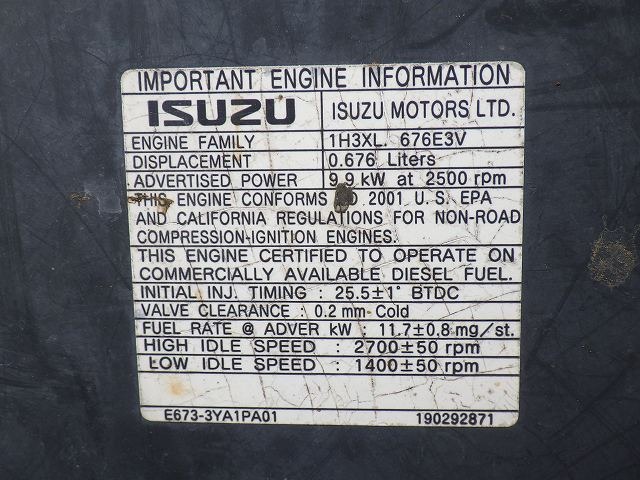 IMPORTANT ENGINE INFORMATION
ISUZU ISUZU MOTORS LTD.
ENGINE FAMILY 1H3XL. 676E3V
DISPLACEMENT 0.676 Liters
ADVERTISED POWER 9.9 kW at 2500 rpm
THIS ENGINE CONFORMS 2001 U.S. EPA
AND CALIFORNIA REGULATIONS FOR NON-ROAD
COMPRESSION-IGNITION ENGINES.
THIS ENGINE CERTIFIED TO OPERATE ON
COMMERCIALLY AVAILABLE DIESEL FUEL.
INITIAL INJ. TIMING : 25.5±1° BTDC
VALVE CLEARANCE : 0.2 mm Cold
FUEL RATE @ ADVER kW : 11.7±0.8 mg/st.
HIGH IDLE SPEED : 2700±50 rpm
LOW IDLE SPEED : 1400±50 rpm
E673-3YA1PA01 190292871